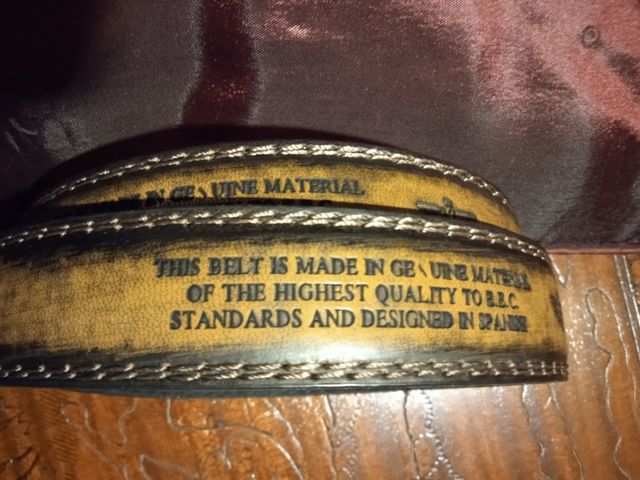 IN GENUINE MATERIAL
THIS BELT IS MADE IN GENUINE MATERIAL
OF THE HIGHEST QUALITY TO E.E.C.
STANDARDS AND DESIGNED IN SPANISH